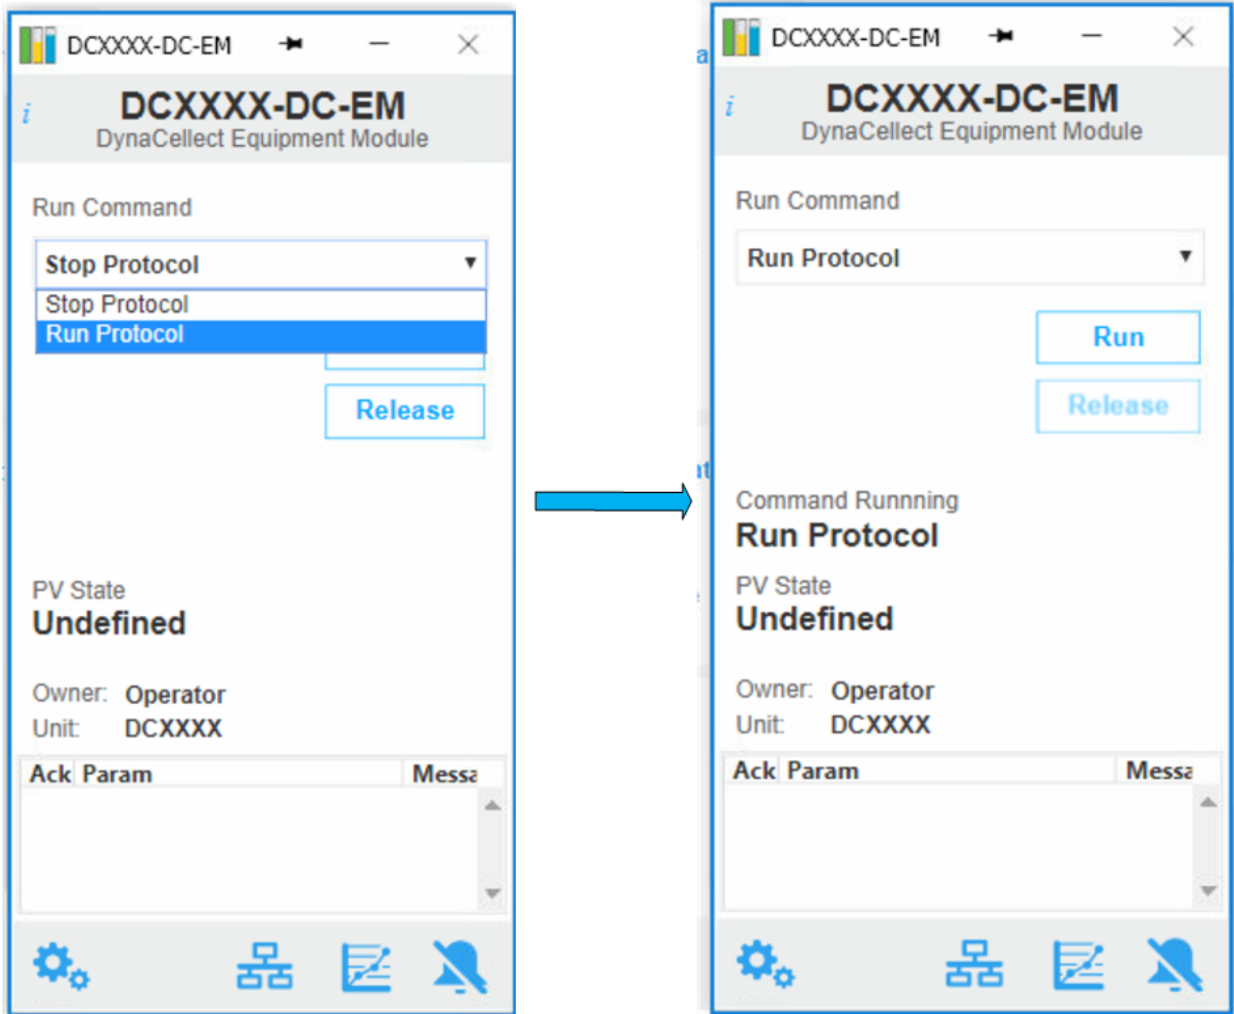 DCXXXX-DC-EM
i
DCXXXX-DC-EM
DynaCellect Equipment Module
Run Command
Stop Protocol
Stop Protocol
Run Protocol
Release
PV State
Undefined
Owner: Operator
Unit: DCXXXX
Ack Param Messa
DCXXXX-DC-EM
i
DCXXXX-DC-EM
DynaCellect Equipment Module
Run Command
Run Protocol
Run
Release
Command Runnning
Run Protocol
PV State
Undefined
Owner: Operator
Unit: DCXXXX
Ack Param Messa